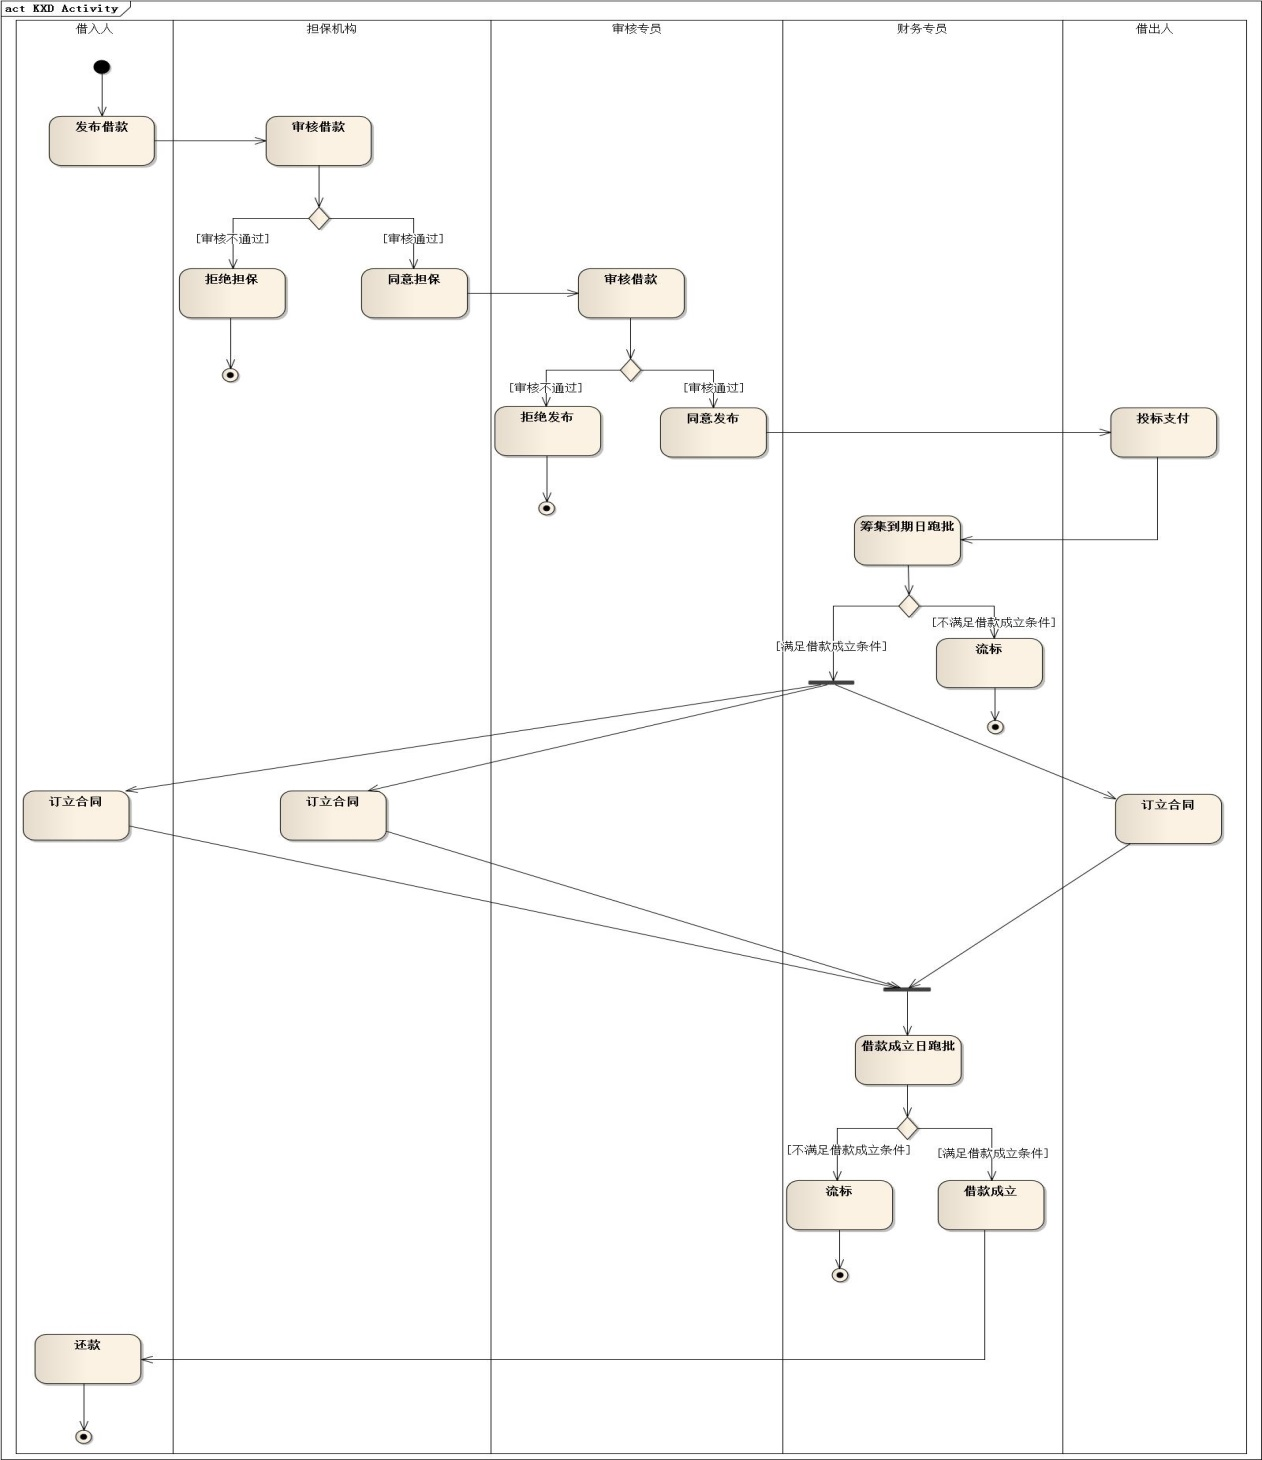 act KXD Activity
借入人
担保机构
审核专员
财务专员
借出人
发布借款
审核借款
[审核不通过]
[审核通过]
拒绝担保
同意担保
审核借款
[审核不通过]
[审核通过]
拒绝发布
同意发布
投标支付
筹集到期日跑批
[不满足借款成立条件]
[满足借款成立条件]
流标
订立合同
订立合同
订立合同
借款成立日跑批
[不满足借款成立条件]
[满足借款成立条件]
流标
借款成立
还款